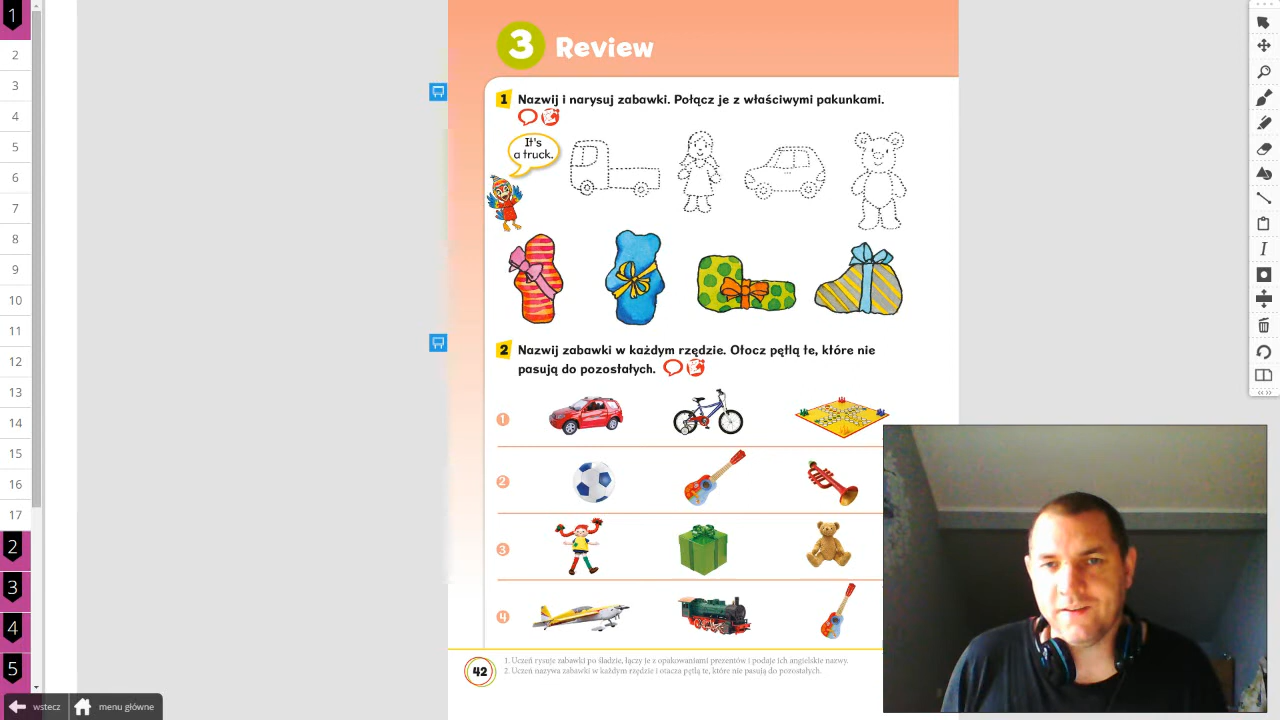 1
2
3
5
6
7
8
9
10
11
12
13
16
17
2
3
4
5
wstecz
menu główne
3 Review
1 Nazwij i narysuj zabawki. Połącz je z właściwymi pakunkami.
It's
a truck.
2 Nazwij zabawki w każdym rzędzie. Otocz pętlą te, które nie
pasują do pozostałych.
1
2
3
4
42
1. Uczeń rysuje zabawki po śladzie, łączy je z opakowaniami prezentów i podaje ich angielskie nazwy.
2. Uczeń nazywa zabawki w każdym rzędzie i otacza pętlą te, które nie pasują do pozostałych.
I